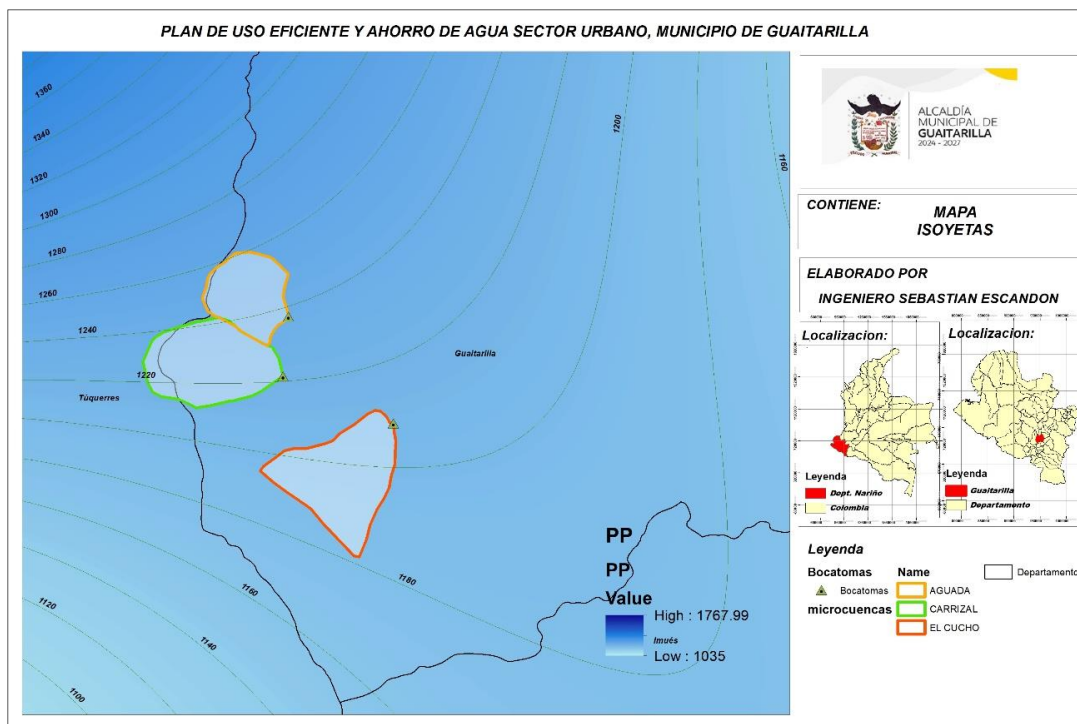 PLAN DE USO EFICIENTE Y AHORRO DE AGUA SECTOR URBANO, MUNICIPIO DE GUAITARILLA
1360
1340
1320
1300
1280
1260
1240
1220
1200
1160
Guaitarilla
Túquerres
1180
1160
1140
1120
1100
PP
PP
Value
High : 1767.99
Imués
Low : 1035
ALCALDÍA
MUNICIPAL DE
GUAITARILLA
2024 - 2027
CONTIENE:
MAPA
ISOYETAS
ELABORADO POR
INGENIERO SEBASTIAN ESCANDON
Localizacion:
Leyenda
Dept. Nariño
Colombia
Localizacion:
Leyenda
Guaitarilla
Departamento
Leyenda
Bocatomas
Bocatomas
microcuencas
Name
AGUADA
CARRIZAL
EL CUCHO
Departamento